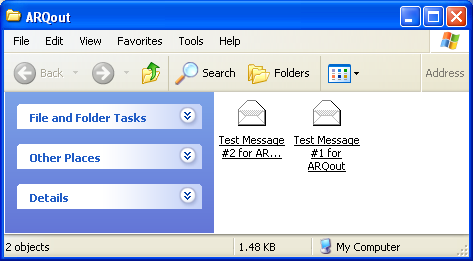 ARQout
File Edit View Favorites Tools Help
Back Search Folders Address
File and Folder Tasks
Other Places
Details
Test Message
#2 for AR...
Test Message
#1 for
ARQout
2 objects 1.48 KB My Computer